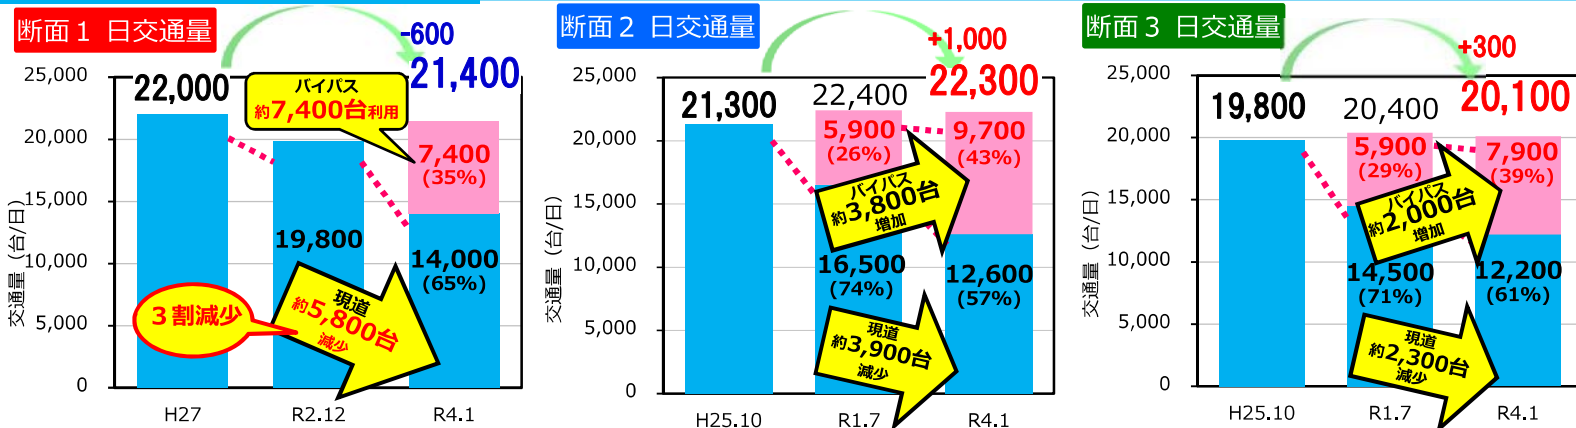 断面１ 日交通量
-600
21,400
22,000
バイパス
約7,400台利用
交通量（台/日）
25,000
20,000
15,000
10,000
5,000
0
7,400
(35%)
19,800
14,000
(65%)
3割減少
現道
約5,800台
減少
H27
R2.12
R4.1
断面２ 日交通量
+1,000
22,300
21,300
22,400
交通量（台/日）
25,000
20,000
15,000
10,000
5,000
0
5,900
(26%)
9,700
(43%)
バイパス
約3,800台
増加
16,500
(74%)
12,600
(57%)
現道
約3,900台
減少
H25.10
R1.7
R4.1
断面３ 日交通量
+300
20,100
19,800
20,400
交通量（台/日）
25,000
20,000
15,000
10,000
5,000
0
5,900
(29%)
7,900
(39%)
バイパス
約2,000台
増加
14,500
(71%)
12,200
(61%)
現道
約2,300台
減少
H25.10
R1.7
R4.1